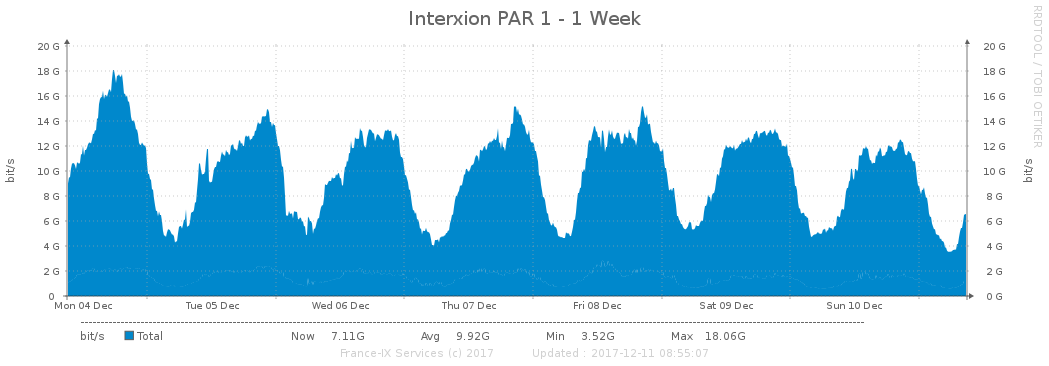 Interxion PAR 1 - 1 Week
RRDTOOL / TOBI OETIKER
20 G 20 G
18 G 18 G
16 G 16 G
14 G 14 G
12 G 12 G
10 G 10 G
8 G 8 G
6 G 6 G
4 G 4 G
2 G 2 G
0 0 G
bit/s bit/s
Mon 04 Dec Tue 05 Dec Wed 06 Dec Thu 07 Dec Fri 08 Dec Sat 09 Dec Sun 10 Dec
bit/s Total Now 7.11G Avg 9.92G Min 3.52G Max 18.06G
France-IX Services (c) 2017 Updated : 2017-12-11 08:55:07